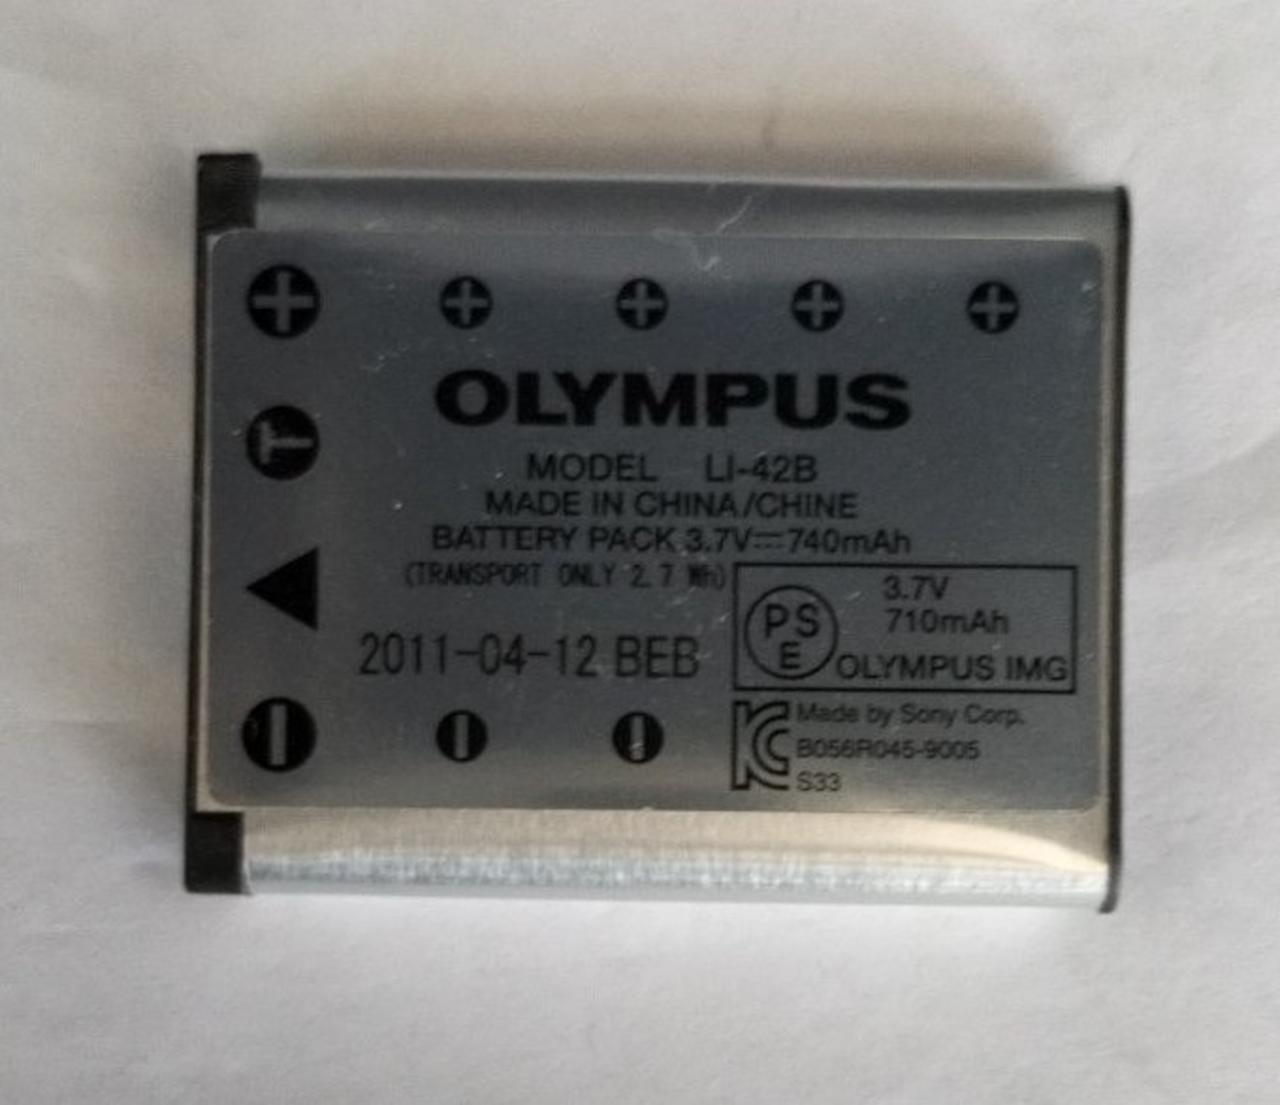 OLYMPUS
MODEL LI-42B
MADE IN CHINA/CHINE
BATTERY PACK 3.7V⎓740mAh
(TRANSPORT ONLY 2.7 Wh)
2011-04-12 BEB
PS
E
3.7V
710mAh
OLYMPUS IMG
Made by Sony Corp.
B056R045-9005
S33
T